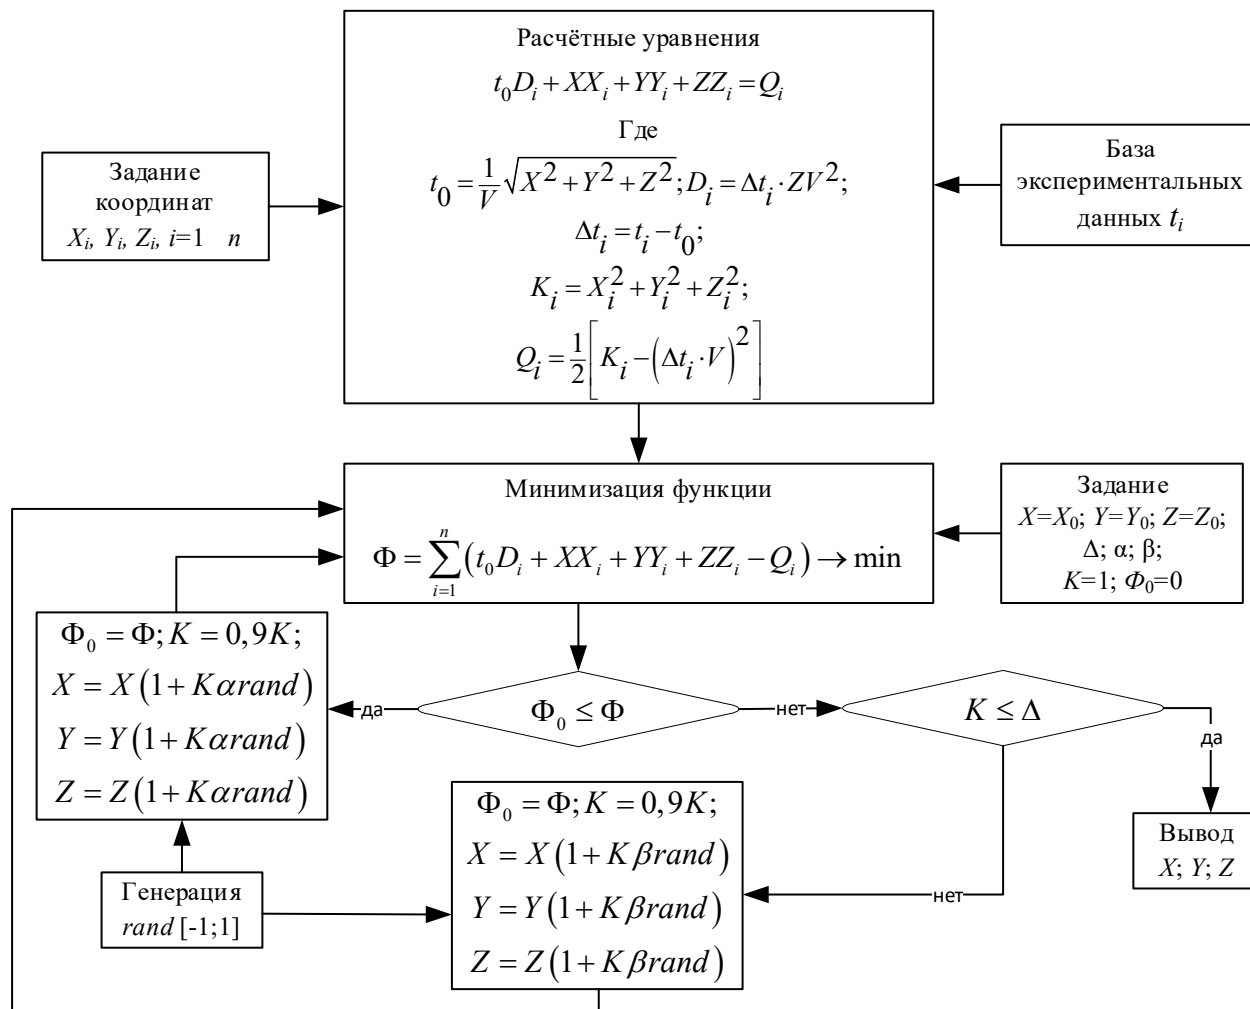 Расчётные уравнения
t₀Dᵢ + XXᵢ + YYᵢ + ZZᵢ = Qᵢ
Где
t₀ = 1/V √(X² + Y² + Z²); Dᵢ = Δtᵢ · ZV²;
Δtᵢ = tᵢ − t₀;
Kᵢ = Xᵢ² + Yᵢ² + Zᵢ²;
Qᵢ = 1/2 [Kᵢ − (Δtᵢ · V)²]
Задание
координат
Xᵢ, Yᵢ, Zᵢ, i=1 n
База
экспериментальных
данных tᵢ
Минимизация функции
Φ = ∑ᵢ₌₁ⁿ (t₀Dᵢ + XXᵢ + YYᵢ + ZZᵢ − Qᵢ) → min
Задание
X=X₀; Y=Y₀; Z=Z₀;
Δ; α; β;
K=1; Φ₀=0
Φ₀ = Φ; K = 0,9K;
X = X(1 + Kαrand)
Y = Y(1 + Kαrand)
Z = Z(1 + Kαrand)
да
Φ₀ ≤ Φ
нет
K ≤ Δ
да
Вывод
X; Y; Z
нет
Φ₀ = Φ; K = 0,9K;
X = X(1 + Kβrand)
Y = Y(1 + Kβrand)
Z = Z(1 + Kβrand)
Генерация
rand [-1;1]